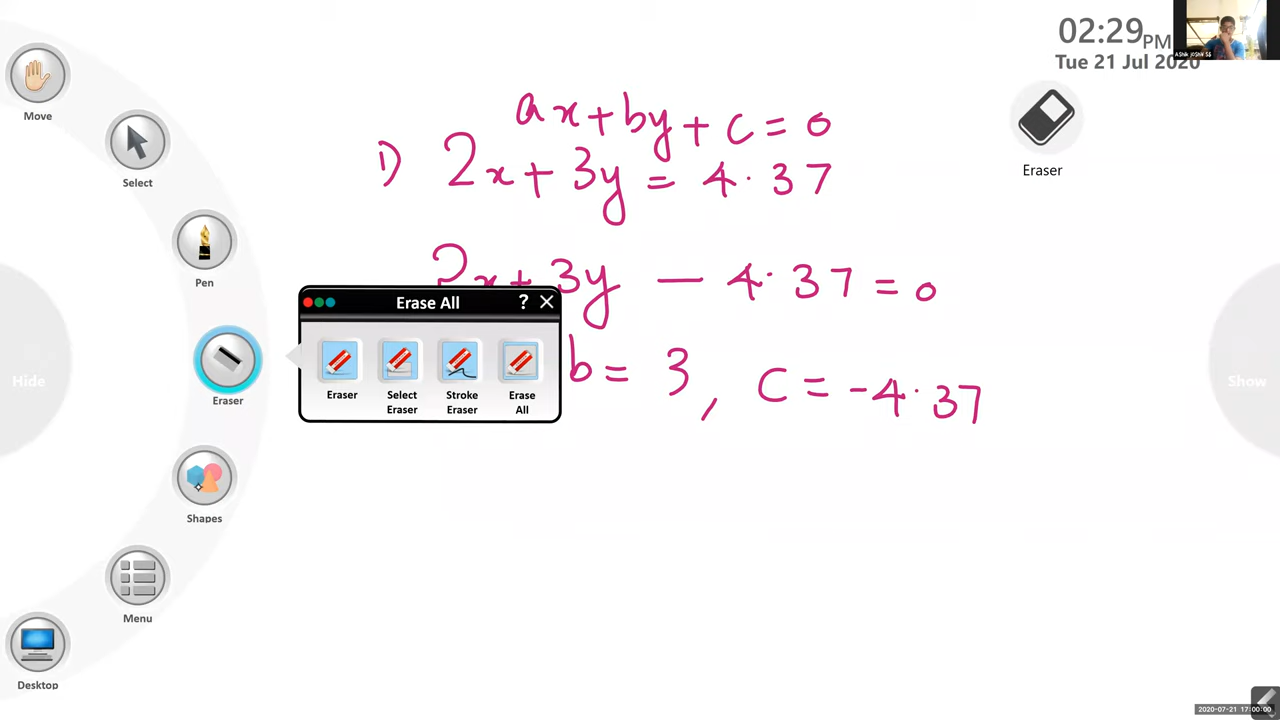 02:29 PM
Tue 21 Jul 2020
Move
Select
Pen
Eraser
Shapes
Menu
Desktop
Hide
Show
Eraser
ax+by+c=0
1) 2x+3y=4.37
2x+3y-4.37=0
b=3, c=-4.37
Erase All
? X
Eraser
Select Eraser
Stroke Eraser
Erase All
2020-07-21 17:00:00